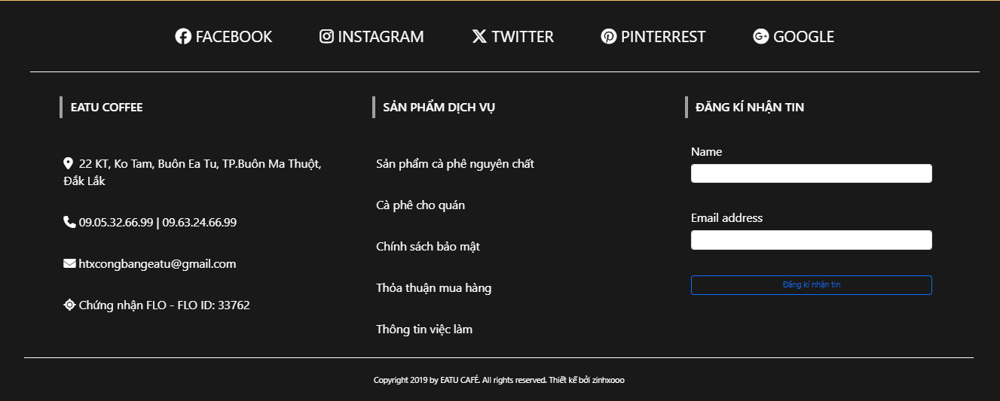 FACEBOOK INSTAGRAM TWITTER PINTERREST GOOGLE
EATU COFFEE
22 KT, Ko Tam, Buôn Ea Tu, TP.Buôn Ma Thuột,
Đắk Lắk
09.05.32.66.99 | 09.63.24.66.99
htxcongbangeatu@gmail.com
Chứng nhận FLO - FLO ID: 33762
SẢN PHẨM DỊCH VỤ
Sản phẩm cà phê nguyên chất
Cà phê cho quán
Chính sách bảo mật
Thỏa thuận mua hàng
Thông tin việc làm
ĐĂNG KÍ NHẬN TIN
Name
Email address
Đăng kí nhận tin
Copyright 2019 by EATU CAFÉ. All rights reserved. Thiết kế bởi zinhxooo